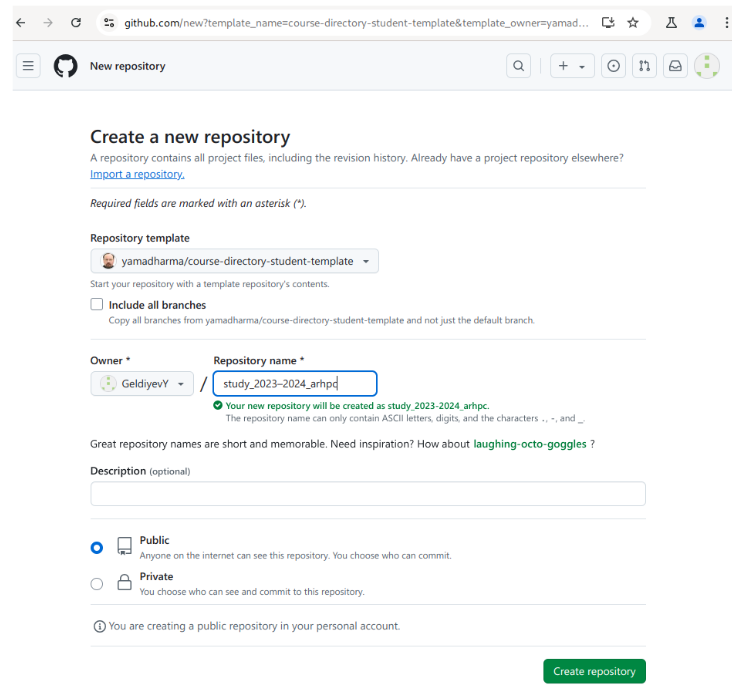 github.com/new?template_name=course-directory-student-template&template_owner=yamad...
New repository
Create a new repository
A repository contains all project files, including the revision history. Already have a project repository elsewhere?
Import a repository.
Required fields are marked with an asterisk (*).
Repository template
yamadharma/course-directory-student-template
Start your repository with a template repository's contents.
Include all branches
Copy all branches from yamadharma/course-directory-student-template and not just the default branch.
Owner *
Repository name *
GeldiyevY
/
study_2023–2024_arhpc
Your new repository will be created as study_2023-2024_arhpc.
The repository name can only contain ASCII letters, digits, and the characters ., -, and _.
Great repository names are short and memorable. Need inspiration? How about laughing-octo-goggles ?
Description (optional)
Public
Anyone on the internet can see this repository. You choose who can commit.
Private
You choose who can see and commit to this repository.
You are creating a public repository in your personal account.
Create repository